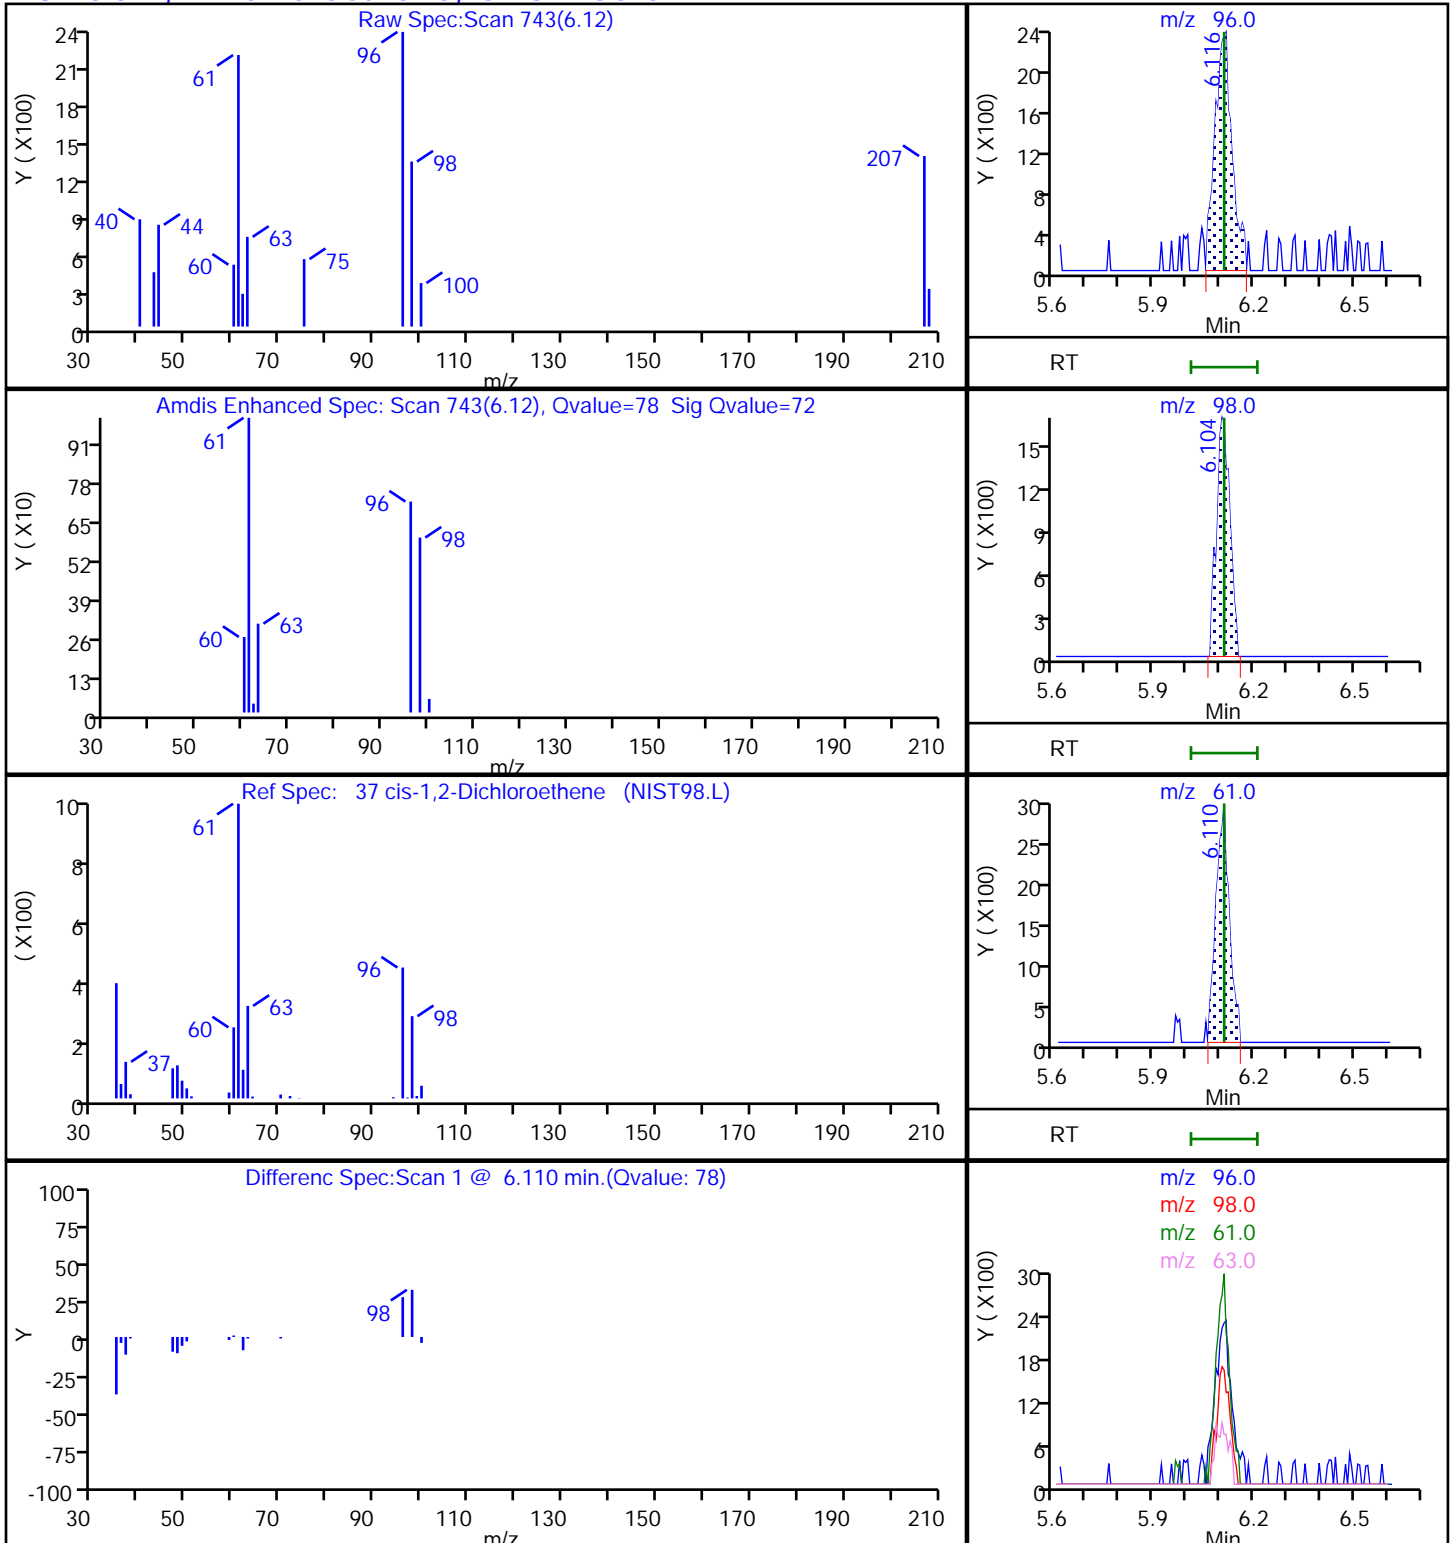 Raw Spec:Scan 743(6.12)
Y ( X100)
24
21
18
15
12
9
6
3
0
40
44
60
61
63
75
96
98
100
207
30 50 70 90 110 130 150 170 190 210
m/z
m/z 96.0
Y ( X100)
24
20
16
12
8
4
0
6.116
5.6 5.9 6.2 6.5
Min
RT
Amdis Enhanced Spec: Scan 743(6.12), Qvalue=78 Sig Qvalue=72
Y ( X10)
91
78
65
52
39
26
13
0
60
61
63
96
98
30 50 70 90 110 130 150 170 190 210
m/z
m/z 98.0
Y ( X100)
15
12
9
6
3
0
6.104
5.6 5.9 6.2 6.5
Min
RT
Ref Spec: 37 cis-1,2-Dichloroethene (NIST98.L)
( X100)
10
8
6
4
2
0
37
60
61
63
96
98
30 50 70 90 110 130 150 170 190 210
m/z 61.0
Y ( X100)
30
25
20
15
10
5
0
6.110
5.6 5.9 6.2 6.5
Min
RT
Differenc Spec:Scan 1 @ 6.110 min.(Qvalue: 78)
Y
100
75
50
25
0
-25
-50
-75
-100
98
30 50 70 90 110 130 150 170 190 210
m/z
m/z 96.0
m/z 98.0
m/z 61.0
m/z 63.0
Y ( X100)
30
24
18
12
6
0
5.6 5.9 6.2 6.5
Min